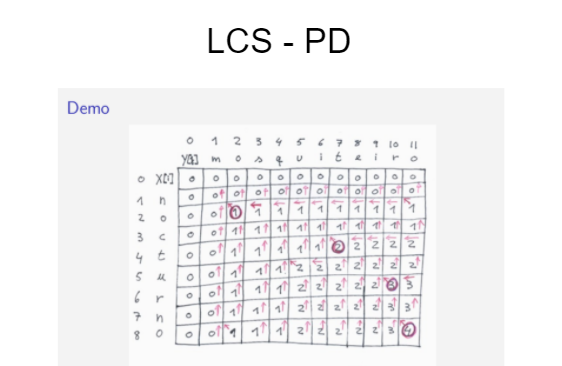 LCS - PD
Demo
0 1 2 3 4 5 6 7 8 9 10 11
Y[j] m o s q u i t e i r o
0 X[i] 0 0 0 0 0 0 0 0 0 0 0 0
1 n 0 0 0 0 0 0 0 0 0 0 0 0
2 o 0 0 1 1 1 1 1 1 1 1 1 1
3 c 0 0 1 1 1 1 1 1 1 1 1 1
4 t 0 0 1 1 1 1 1 2 2 2 2 2
5 u 0 0 1 1 1 2 2 2 2 2 2 2
6 r 0 0 1 1 1 2 2 2 2 2 3 3
7 n 0 0 1 1 1 2 2 2 2 2 3 3
8 o 0 0 1 1 1 2 2 2 2 2 3 4